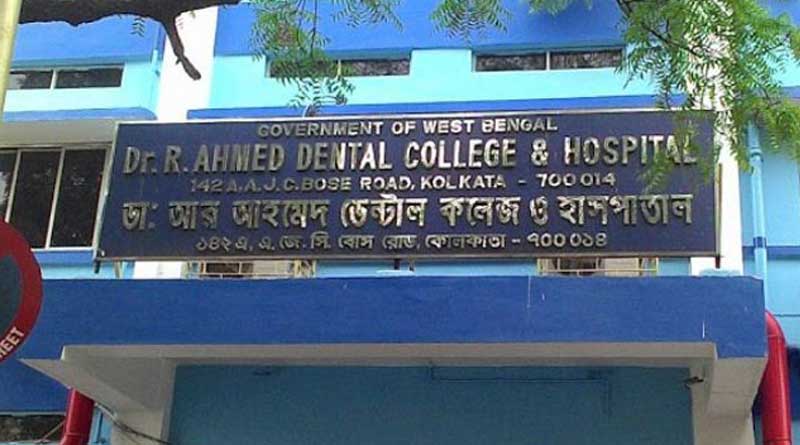 GOVERNMENT OF WEST BENGAL
Dr. R. AHMED DENTAL COLLEGE & HOSPITAL
142 A, A. J. C. BOSE ROAD, KOLKATA - 700 014
ডাঃ আর আহমেদ ডেন্টাল কলেজ ও হাসপাতাল
১৪২ এ, এ. জে. সি. বোস রোড, কোলকাতা - ৭০০ ০১৪